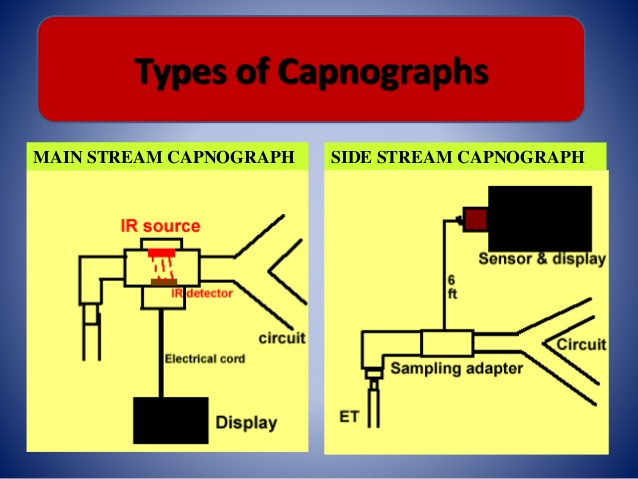 Types of Capnographs
MAIN STREAM CAPNOGRAPH
IR source
IR detector
circuit
Electrical cord
Display
SIDE STREAM CAPNOGRAPH
Sensor & display
6
ft
Circuit
Sampling adapter
ET